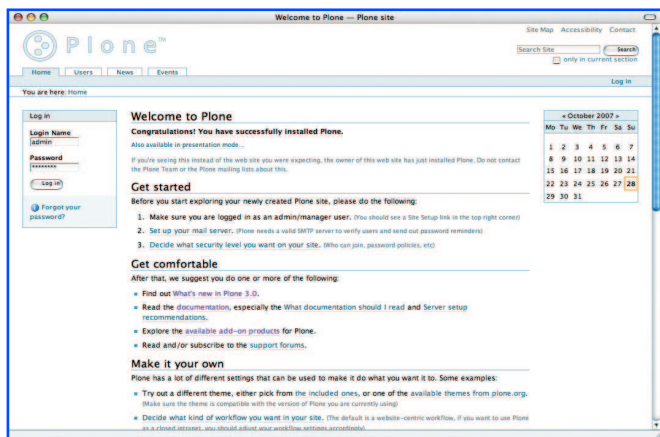 Welcome to Plone — Plone site
Site Map Accessibility Contact
Plone™
Search Site Search
only in current section
Home Users News Events
Log in
You are here: Home
Log in
Login Name
admin
Password
********
Log in
Forgot your
password?
Welcome to Plone
Congratulations! You have successfully installed Plone.
Also available in presentation mode...
If you're seeing this instead of the web site you were expecting, the owner of this web site has just installed Plone. Do not contact
the Plone Team or the Plone mailing lists about this.
Get started
Before you start exploring your newly created Plone site, please do the following:
1. Make sure you are logged in as an admin/manager user. (You should see a Site Setup link in the top right corner)
2. Set up your mail server. (Plone needs a valid SMTP server to verify users and send out password reminders)
3. Decide what security level you want on your site. (Who can join, password policies, etc)
Get comfortable
After that, we suggest you do one or more of the following:
Find out What's new in Plone 3.0.
Read the documentation, especially the What documentation should I read and Server setup
recommendations.
Explore the available add-on products for Plone.
Read and/or subscribe to the support forums.
Make it your own
Plone has a lot of different settings that can be used to make it do what you want it to. Some examples:
Try out a different theme, either pick from the included ones, or one of the available themes from plone.org.
(Make sure the theme is compatible with the version of Plone you are currently using)
Decide what kind of workflow you want in your site. (The default is a website-centric workflow, if you want to use Plone
as a closed intranet, you should adjust your workflow settings accordingly)
« October 2007 »
Mo Tu We Th Fr Sa Su
1 2 3 4 5 6 7
8 9 10 11 12 13 14
15 16 17 18 19 20 21
22 23 24 25 26 27 28
29 30 31